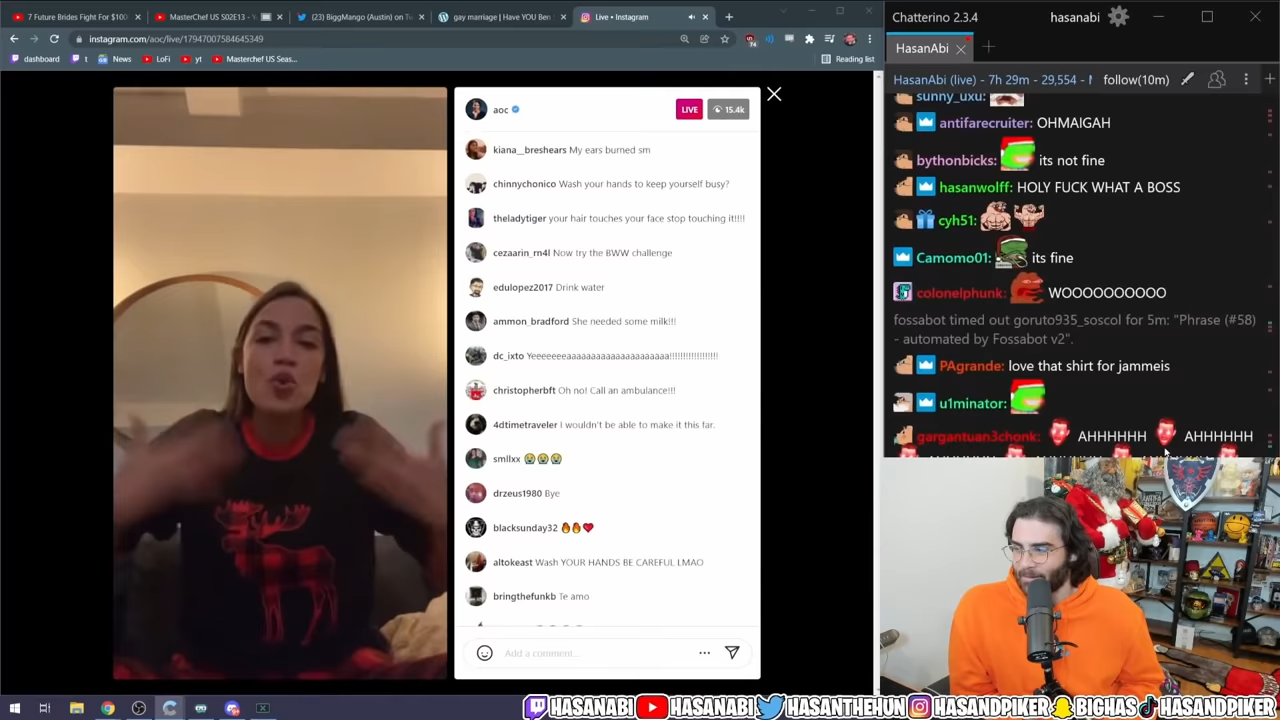 7 Future Brides Fight For $100
MasterChef US S02E13 - Y
(23) BiggMango (Austin) on Tw
gay marriage | Have YOU Ben
Live • Instagram
instagram.com/aoc/live/17947007584645349
dashboard
t
News
LoFi
yt
Masterchef US Seas...
Reading list
aoc
LIVE
15.4k
kiana__breshears My ears burned sm
chinnychonico Wash your hands to keep yourself busy?
theladytiger your hair touches your face stop touching it!!!!
cezaarin_rn4l Now try the BWW challenge
edulopez2017 Drink water
ammon_bradford She needed some milk!!!
dc_ixto Yeeeeeeaaaaaaaaaaaaaaaaaaaaa!!!!!!!!!!!!!!!!!!
christopherbft Oh no! Call an ambulance!!!
4dtimetraveler I wouldn't be able to make it this far.
smllxx 😭😭😭
drzeus1980 Bye
blacksunday32 🔥🔥❤️
altokeast Wash YOUR HANDS BE CAREFUL LMAO
bringthefunkb Te amo
Add a comment...
Chatterino 2.3.4
hasanabi
HasanAbi
HasanAbi (live) - 7h 29m - 29,554 -
follow(10m)
sunny_uxu:
antifarecruiter: OHMAIGAH
bythonbicks: its not fine
hasanwolff: HOLY FUCK WHAT A BOSS
cyh51:
Camomo01: its fine
colonelphunk: WOOOOOOOOO
fossabot timed out goruto935_soscol for 5m: "Phrase (#58)
- automated by Fossabot v2".
PAgrande: love that shirt for jammeis
u1minator:
gargantuan3chonk: AHHHHHH AHHHHHH
HASANABI
HASANABI
HASANTHEHUN
HASANDPIKER
BIGHAS
HASANDPIKER